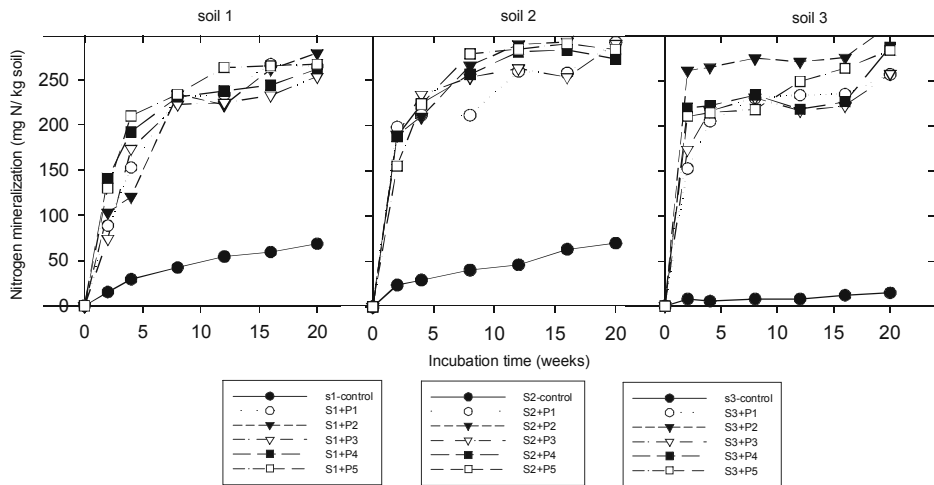 soil 1
soil 2
soil 3
Nitrogen mineralization (mg N/ kg soil)
250
200
150
100
50
0
0
5
10
15
20
0
5
10
15
20
0
5
10
15
20
Incubation time (weeks)
s1-control
S1+P1
S1+P2
S1+P3
S1+P4
S1+P5
S2-control
S2+P1
S2+P2
S2+P3
S2+P4
S2+P5
s3-control
S3+P1
S3+P2
S3+P3
S3+P4
S3+P5